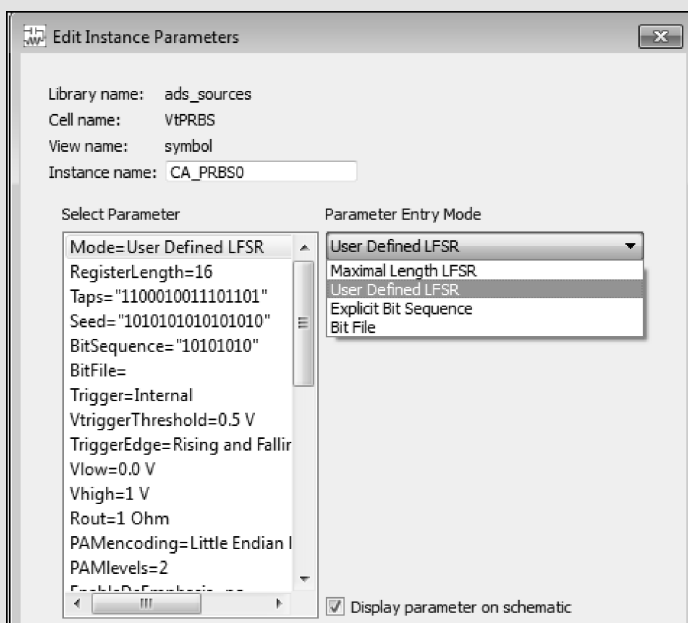 Edit Instance Parameters
Library name: ads_sources
Cell name: VtPRBS
View name: symbol
Instance name: CA_PRBS0
Select Parameter
Mode=User Defined LFSR
RegisterLength=16
Taps="1100010011101101"
Seed="1010101010101010"
BitSequence="10101010"
BitFile=
Trigger=Internal
VtriggerThreshold=0.5 V
TriggerEdge=Rising and Fallin
Vlow=0.0 V
Vhigh=1 V
Rout=1 Ohm
PAMencoding=Little Endian
PAMlevels=2
Parameter Entry Mode
User Defined LFSR
Maximal Length LFSR
User Defined LFSR
Explicit Bit Sequence
Bit File
Display parameter on schematic